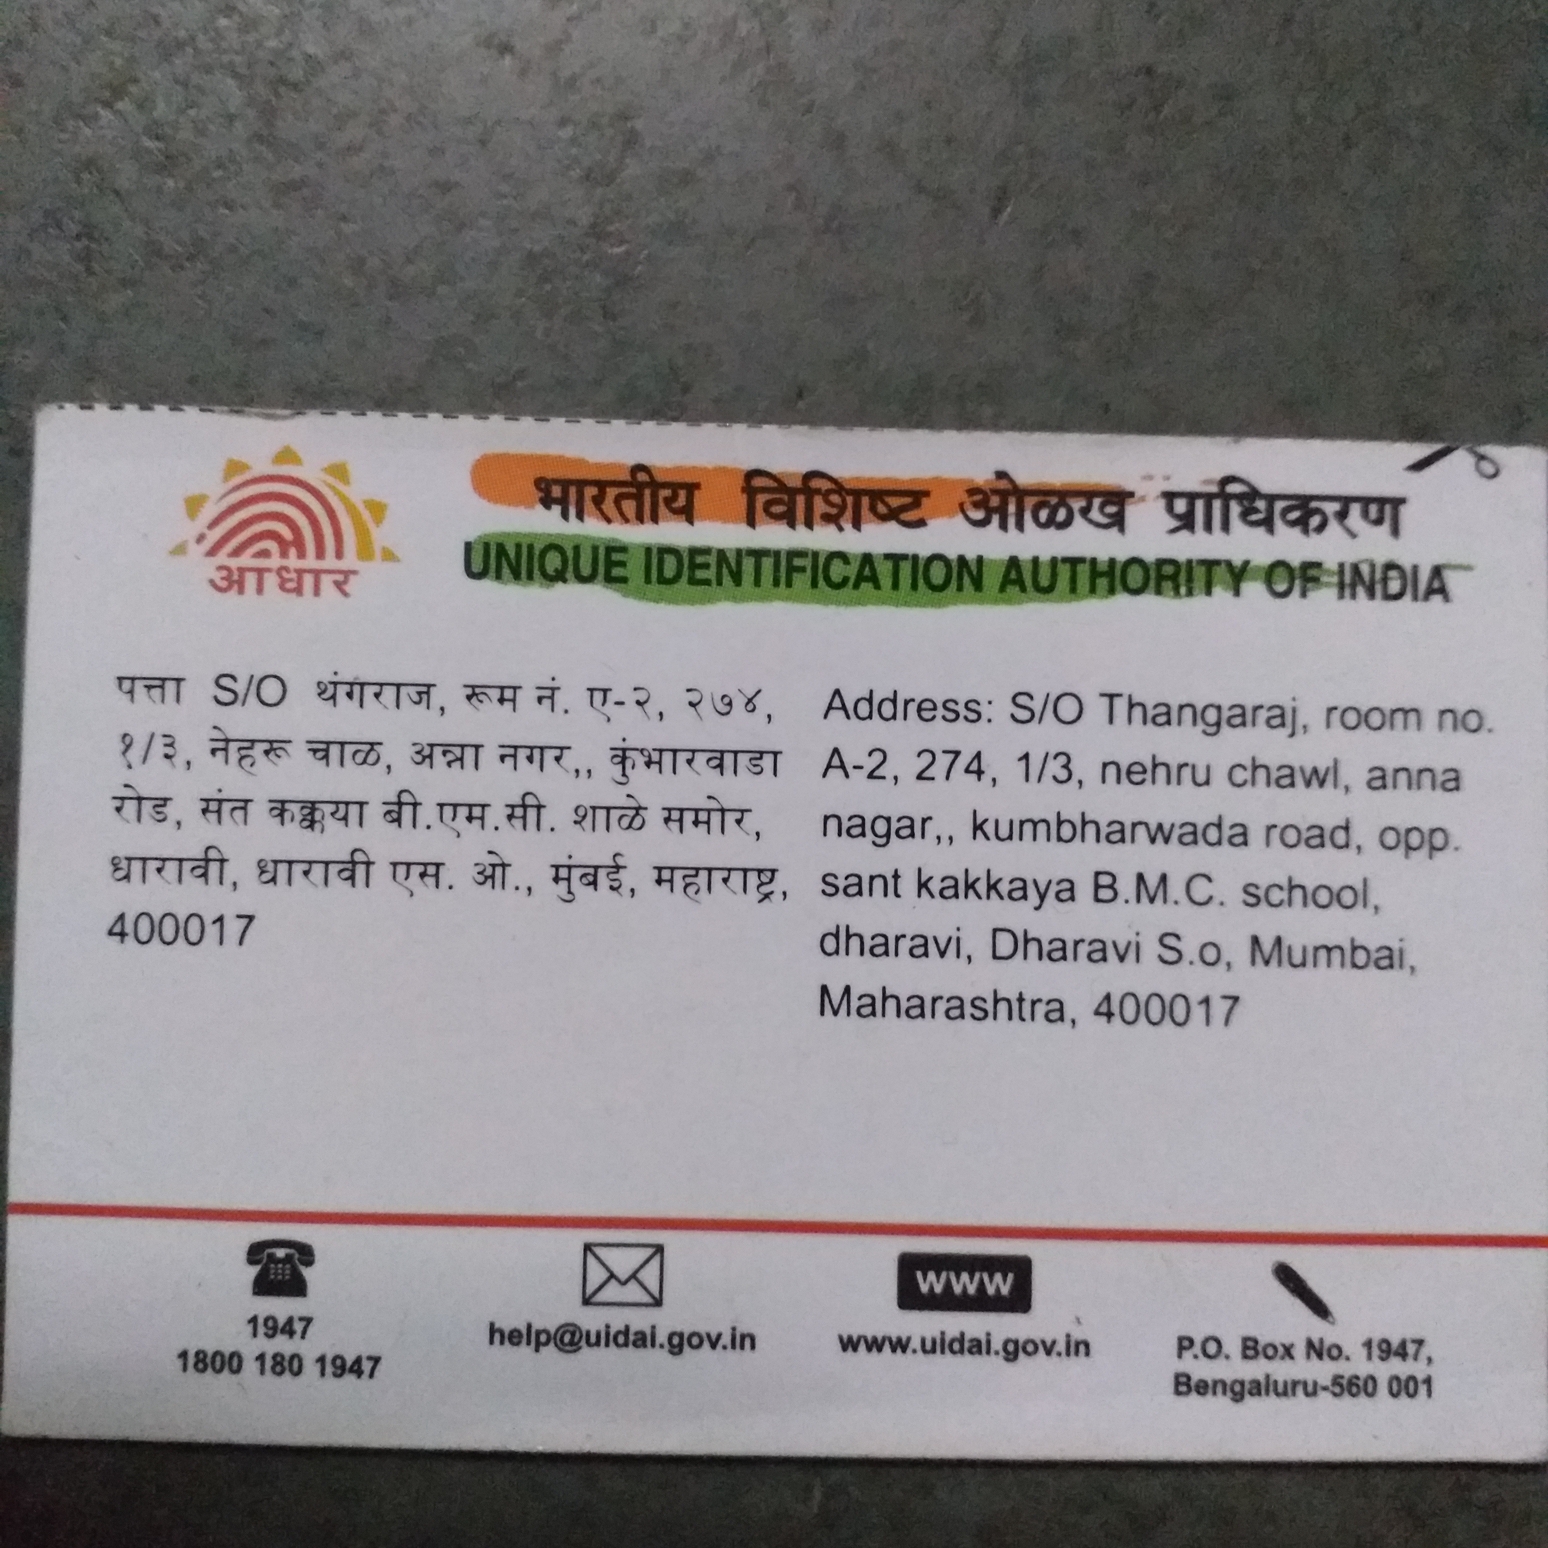 भारतीय विशिष्ट ओळख प्राधिकरण
UNIQUE IDENTIFICATION AUTHORITY OF INDIA
आधार
पत्ता S/O थंगराज, रूम नं. ए-२, २७४,
१/३, नेहरू चाळ, अन्ना नगर,, कुंभारवाडा
रोड, संत कक्कया बी.एम.सी. शाळे समोर,
धारावी, धारावी एस. ओ., मुंबई, महाराष्ट्र,
400017
Address: S/O Thangaraj, room no.
A-2, 274, 1/3, nehru chawl, anna
nagar,, kumbharwada road, opp.
sant kakkaya B.M.C. school,
dharavi, Dharavi S.o, Mumbai,
Maharashtra, 400017
1947
1800 180 1947
help@uidai.gov.in
www
www.uidai.gov.in
P.O. Box No. 1947,
Bengaluru-560 001